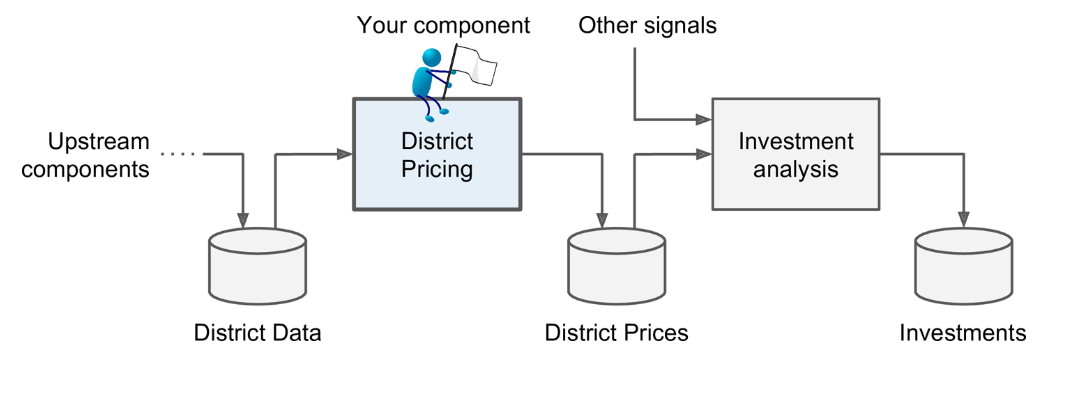 Your component
Other signals
Upstream
components
District
Pricing
Investment
analysis
District Data
District Prices
Investments